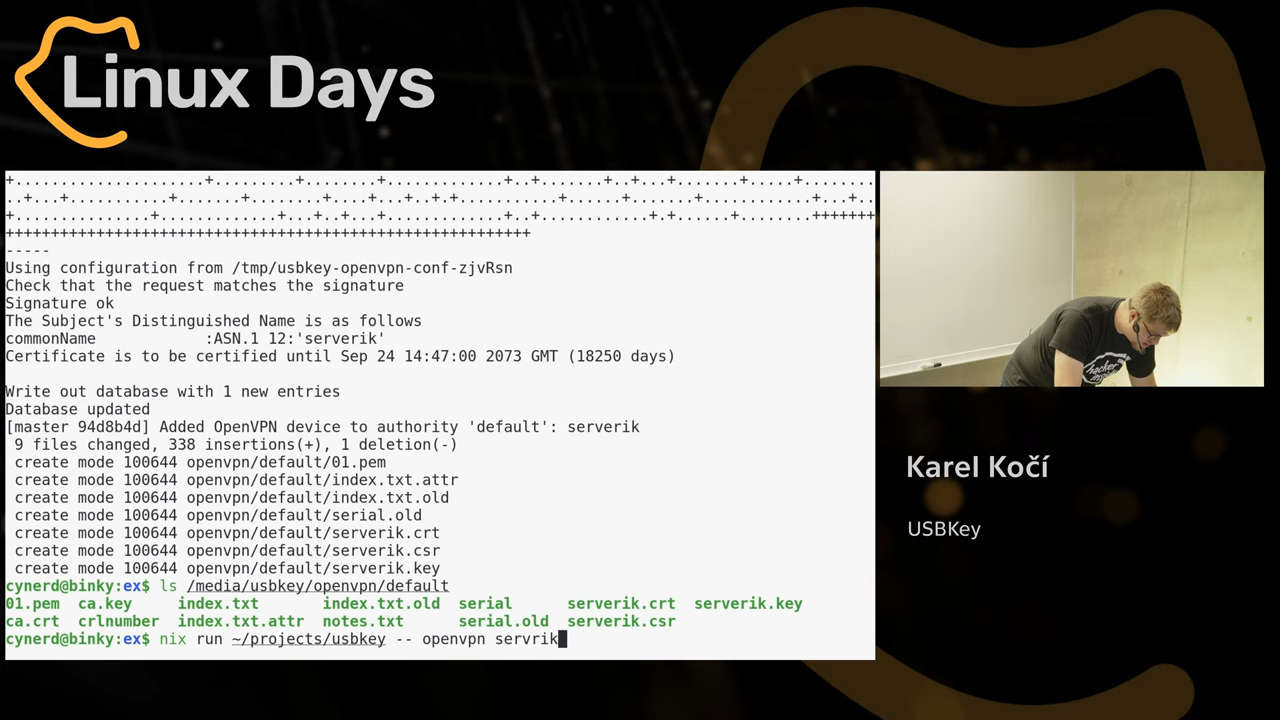 Linux Days
+.....................+..........+........+........+.............+..+.......+..+...+.......+.....+........
..+...+...........+........+.........+....+...+..+.+...........+......+.......+............+...+..
+................+.............+...+..+...+.............+..+............+.+......+........+++++++
++++++++++++++++++++++++++++++++++++++++++++++++++++++++++
-----
Using configuration from /tmp/usbkey-openvpn-conf-zjvRsn
Check that the request matches the signature
Signature ok
The Subject's Distinguished Name is as follows
commonName            :ASN.1 12:'serverik'
Certificate is to be certified until Sep 24 14:47:00 2073 GMT (18250 days)
Write out database with 1 new entries
Database updated
[master 94d8b4d] Added OpenVPN device to authority 'default': serverik
 9 files changed, 338 insertions(+), 1 deletion(-)
 create mode 100644 openvpn/default/01.pem
 create mode 100644 openvpn/default/index.txt.attr
 create mode 100644 openvpn/default/index.txt.old
 create mode 100644 openvpn/default/serial.old
 create mode 100644 openvpn/default/serverik.crt
 create mode 100644 openvpn/default/serverik.csr
 create mode 100644 openvpn/default/serverik.key
cynerd@binky:ex$ ls /media/usbkey/openvpn/default
01.pem  ca.key     index.txt       index.txt.old  serial      serverik.crt  serverik.key
ca.crt  crlnumber  index.txt.attr  notes.txt      serial.old  serverik.csr
cynerd@binky:ex$ nix run ~/projects/usbkey -- openvpn servrik
hacker
Karel Kočí
USBKey